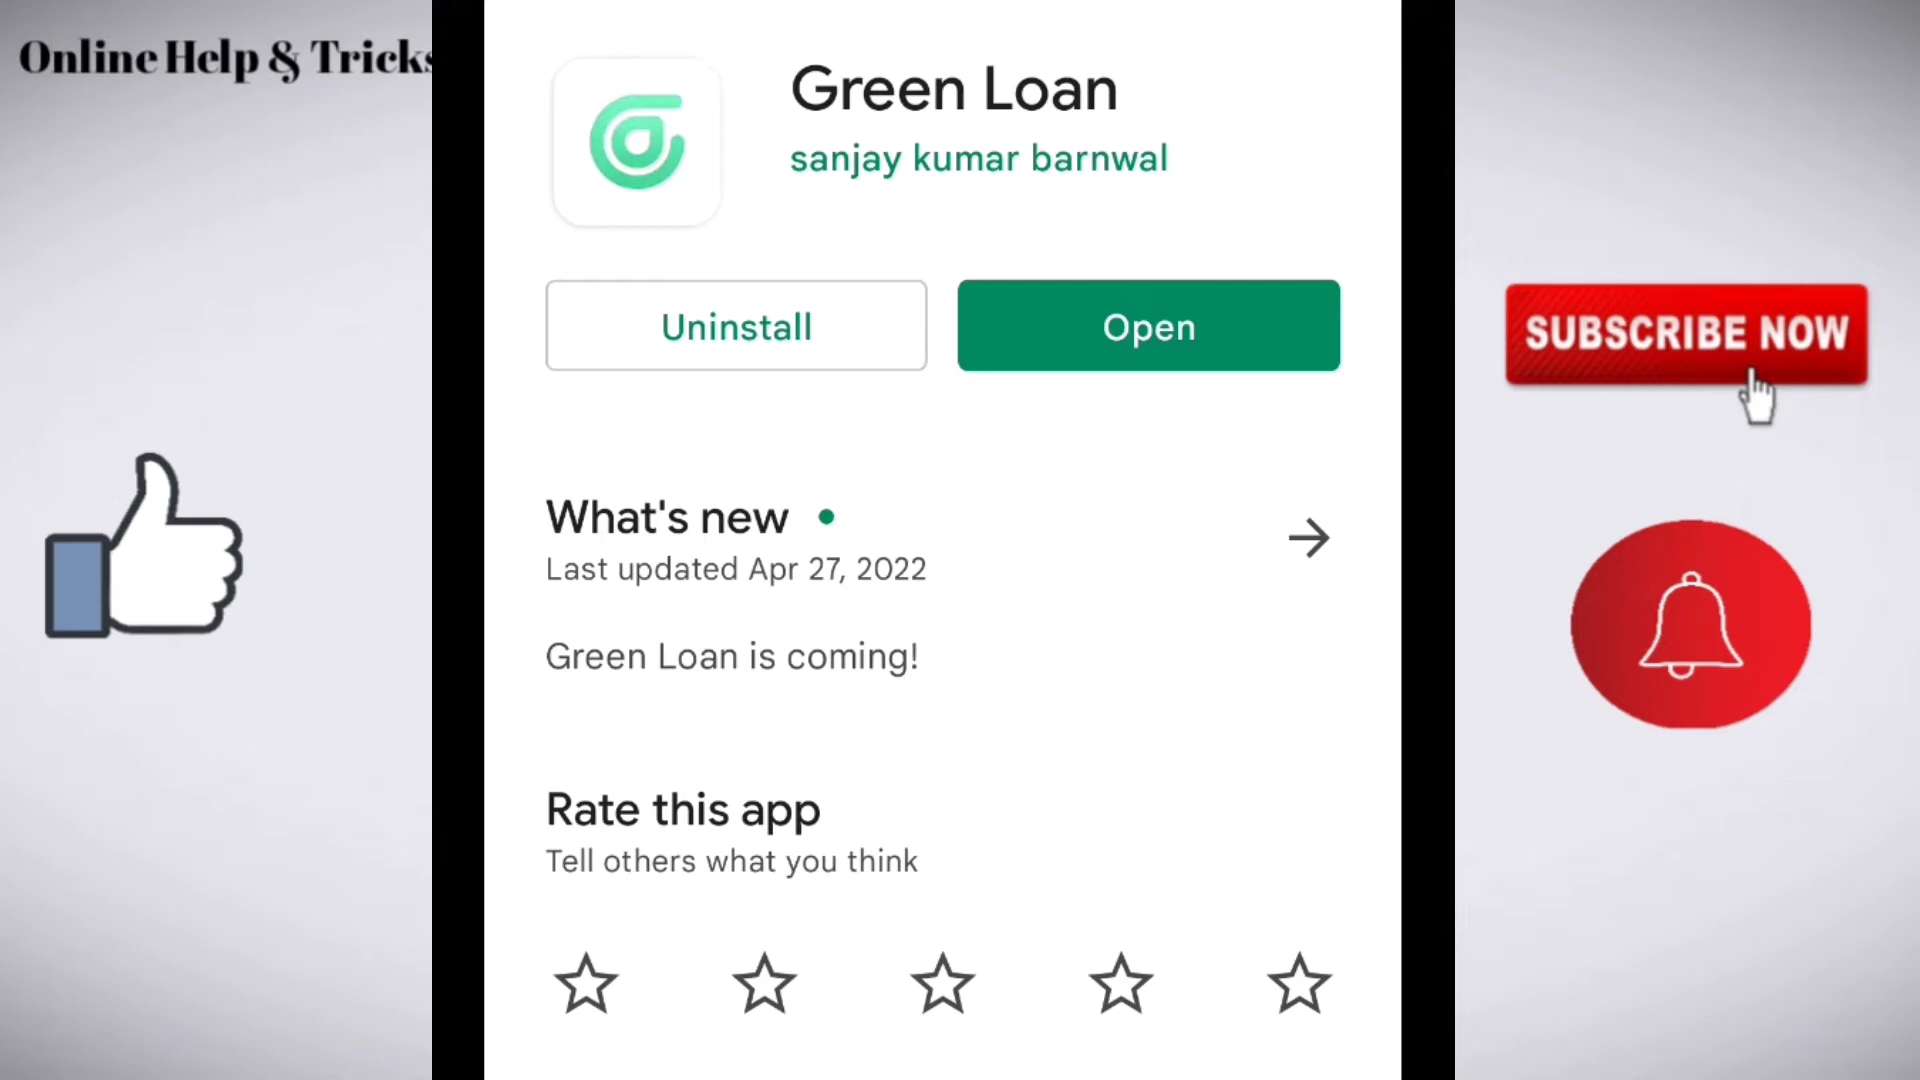 Online Help & Tricks
Green Loan
sanjay kumar barnwal
Uninstall
Open
SUBSCRIBE NOW
What's new
Last updated Apr 27, 2022
Green Loan is coming!
Rate this app
Tell others what you think